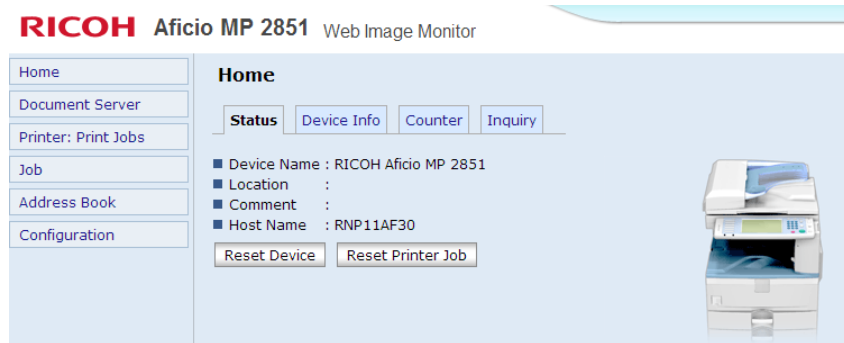 RICOH Aficio MP 2851 Web Image Monitor
Home
Document Server
Printer: Print Jobs
Job
Address Book
Configuration
Home
Status Device Info Counter Inquiry
Device Name : RICOH Aficio MP 2851
Location :
Comment :
Host Name : RNP11AF30
Reset Device Reset Printer Job